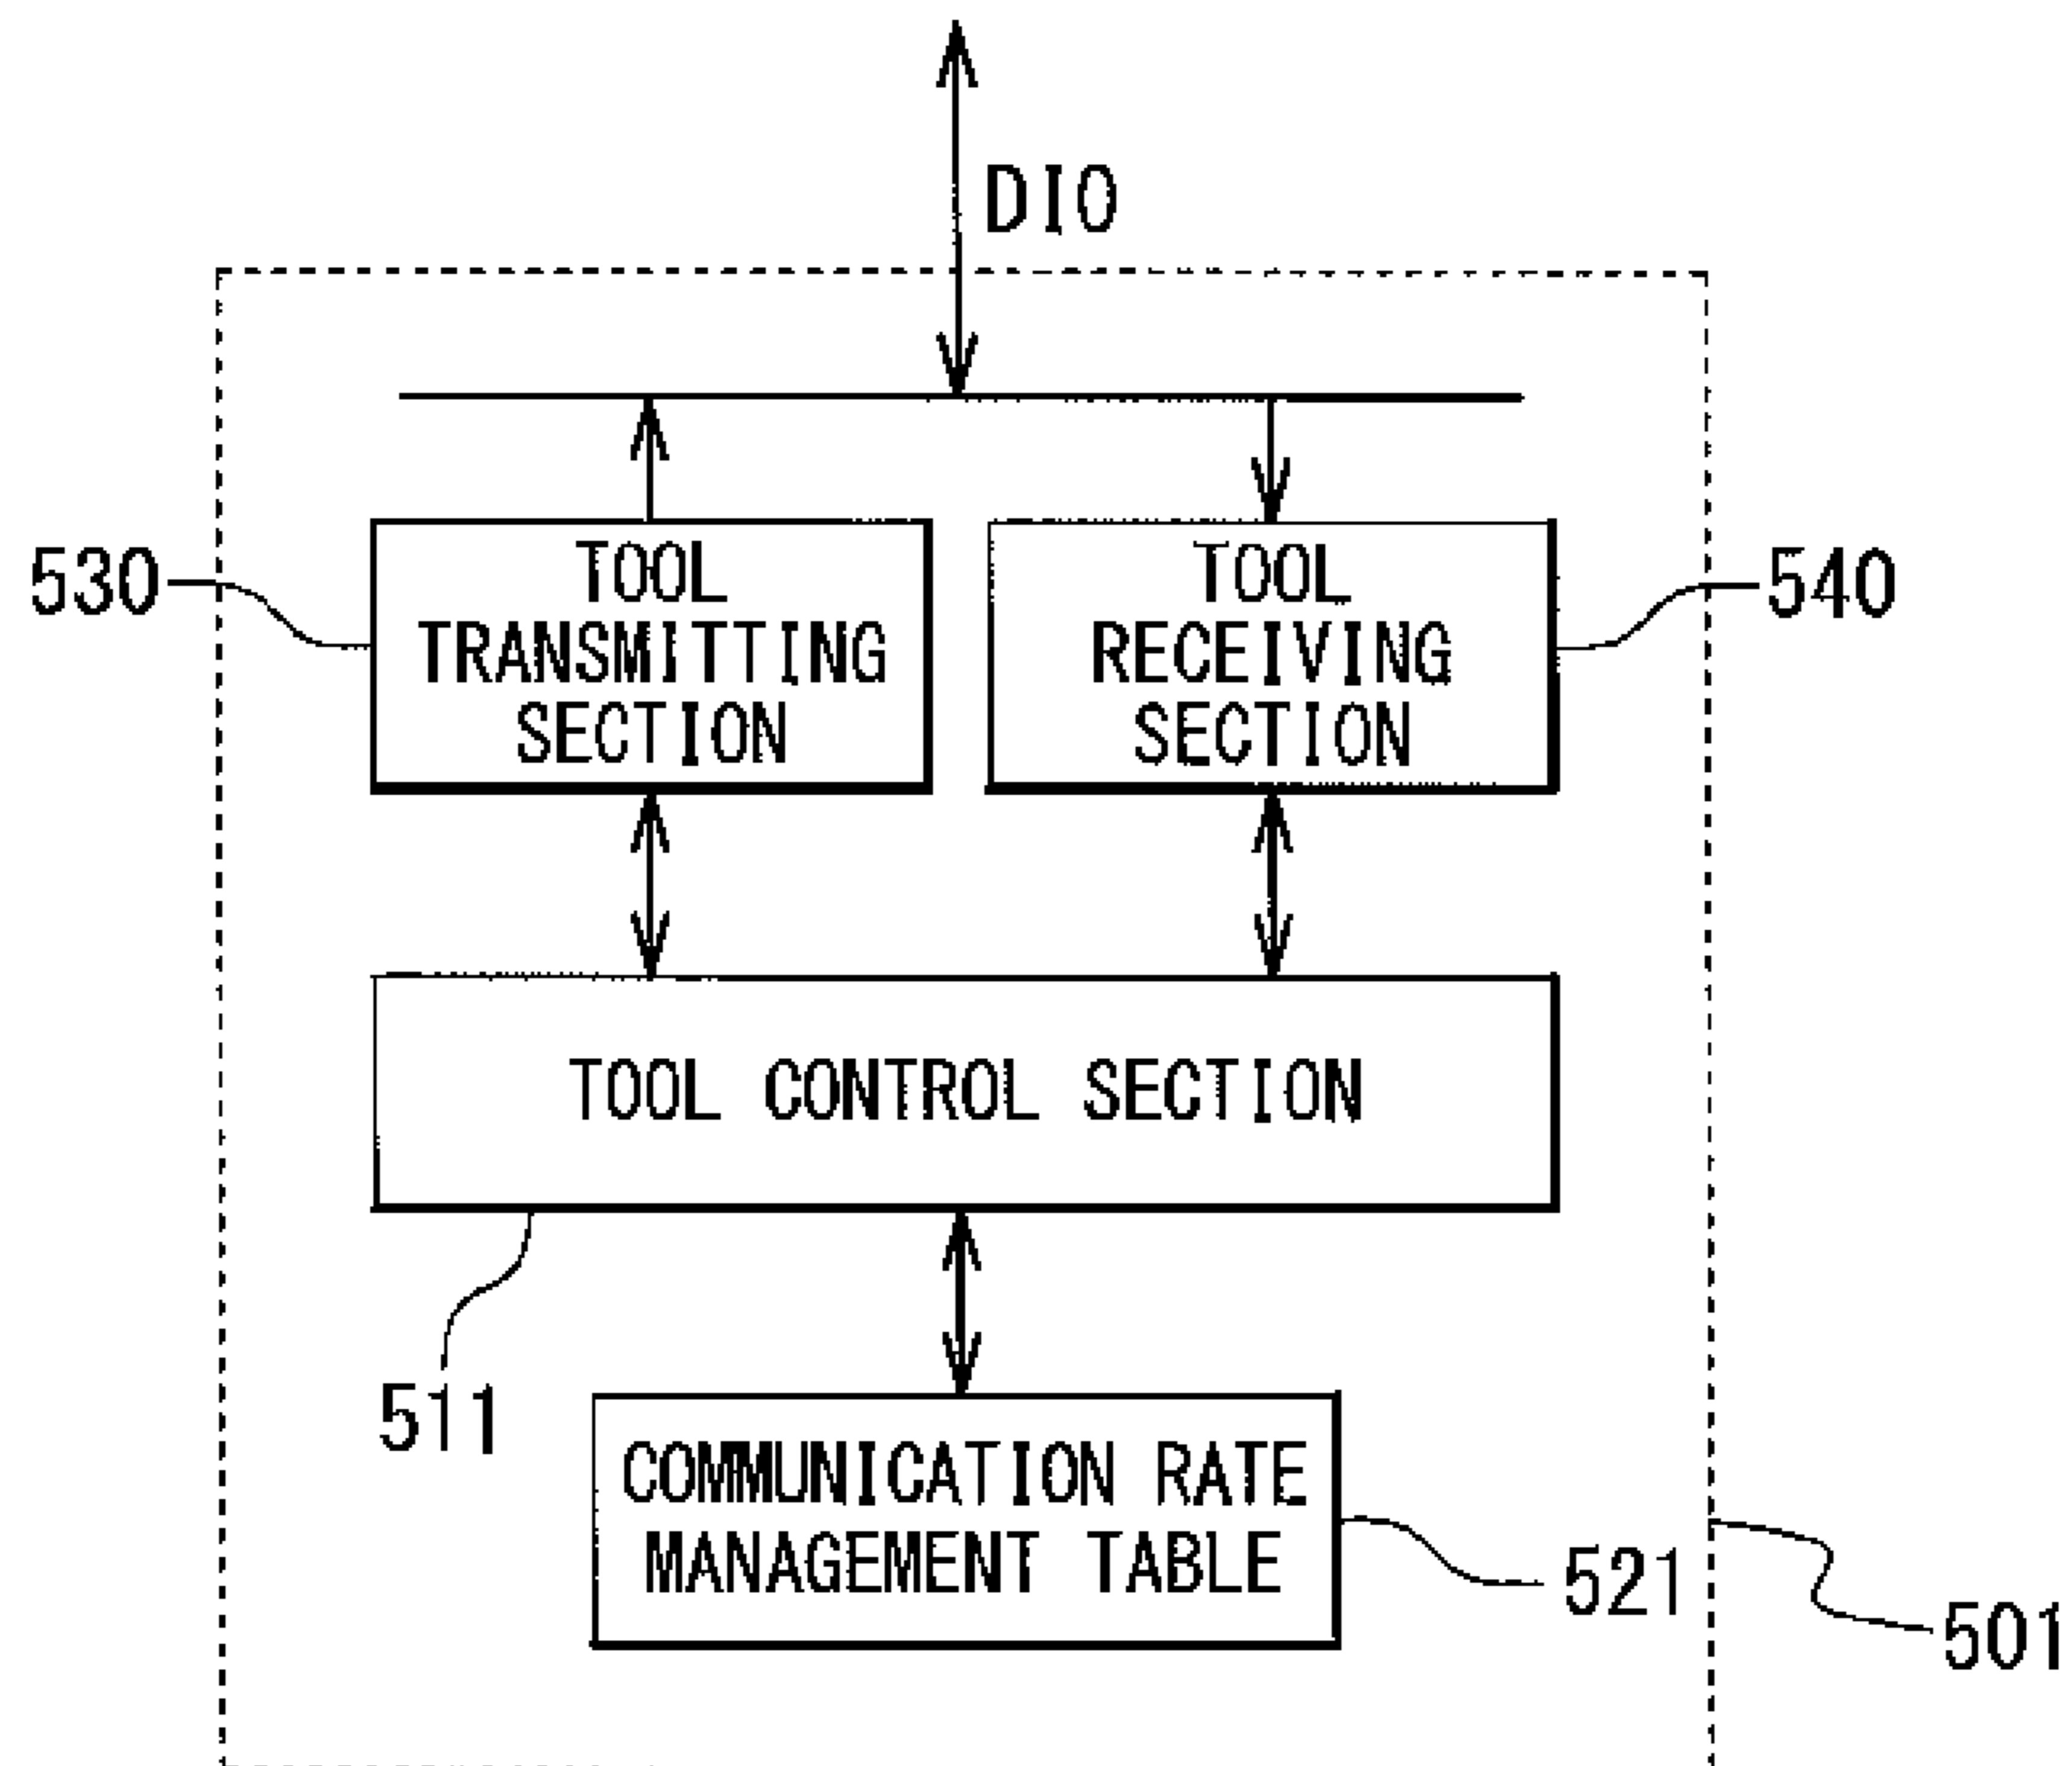 DIO
530
TOOL
TRANSMITTING
SECTION
TOOL
RECEIVING
SECTION
540
TOOL CONTROL SECTION
511
COMMUNICATION RATE
MANAGEMENT TABLE
521
501